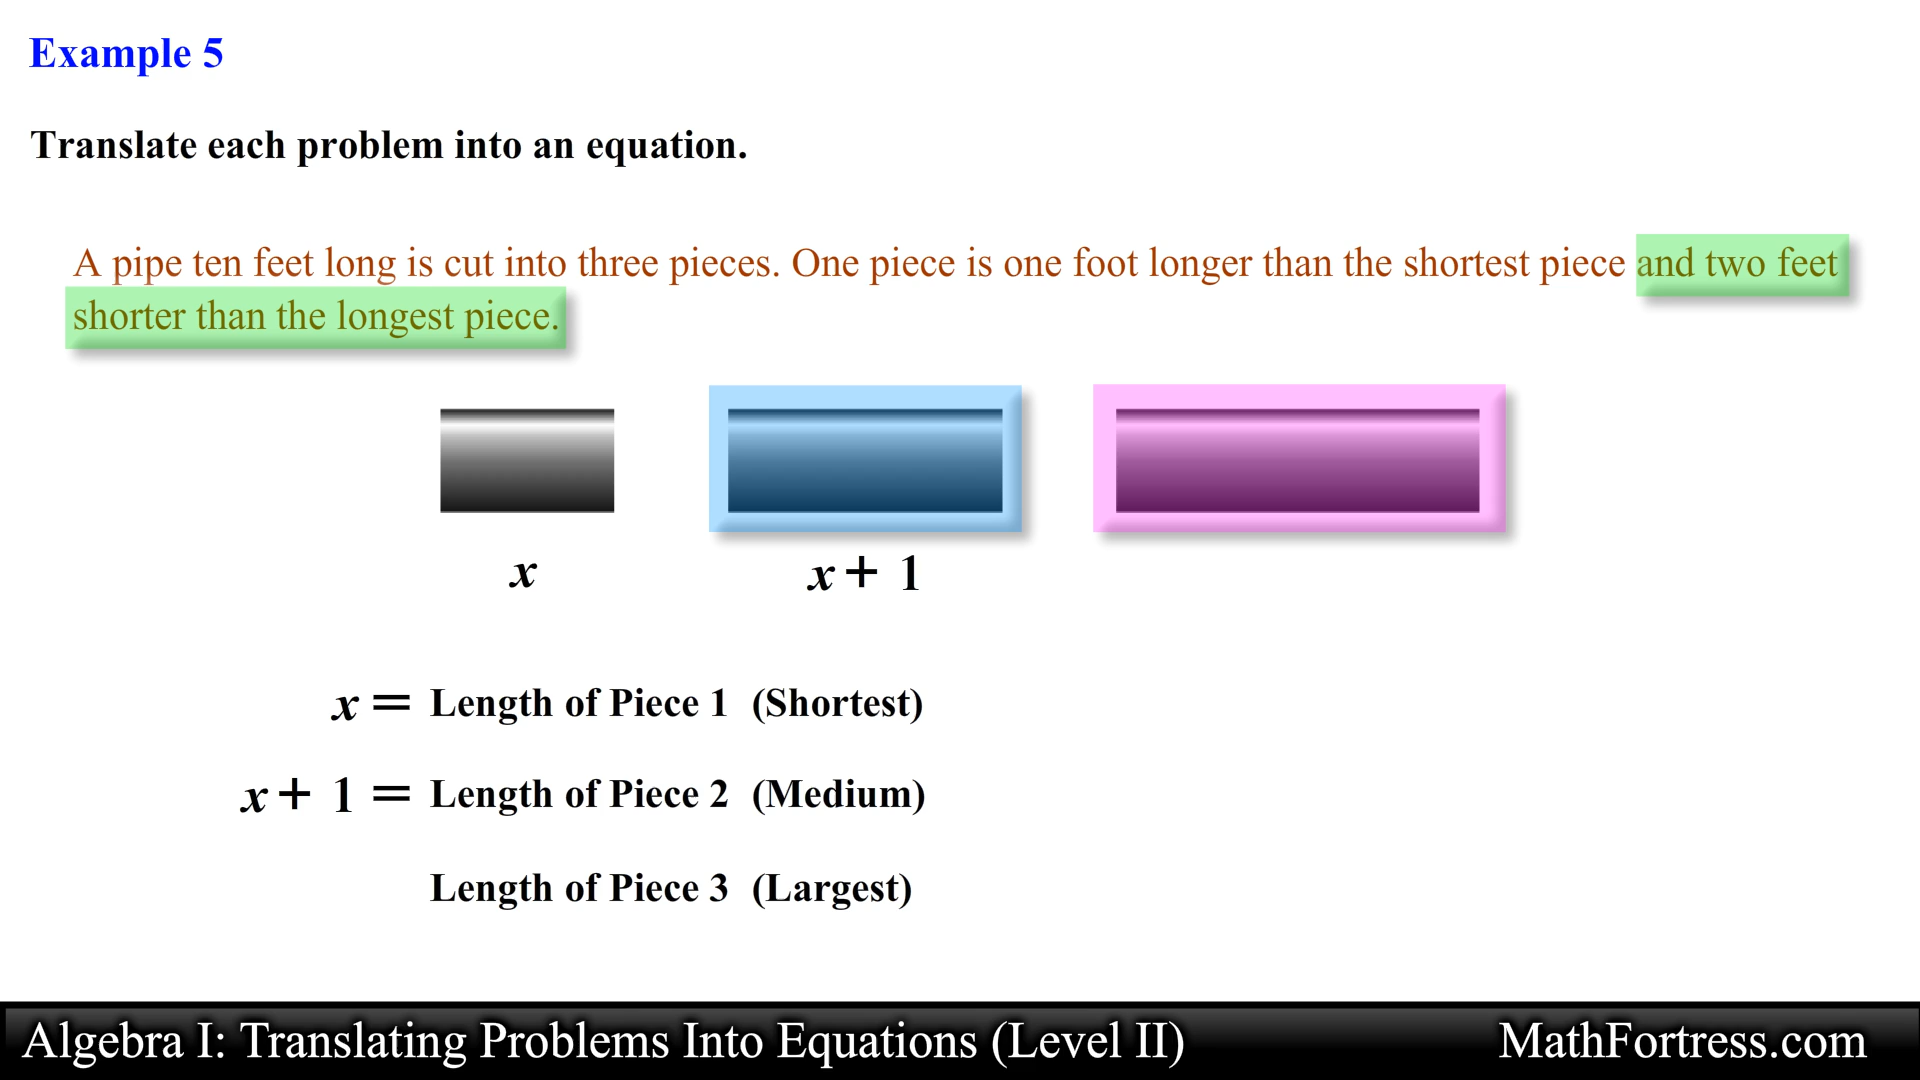 Example 5
Translate each problem into an equation.
A pipe ten feet long is cut into three pieces. One piece is one foot longer than the shortest piece and two feet
shorter than the longest piece.
x
x + 1
x = Length of Piece 1 (Shortest)
x + 1 = Length of Piece 2 (Medium)
Length of Piece 3 (Largest)
Algebra I: Translating Problems Into Equations (Level II)
MathFortress.com